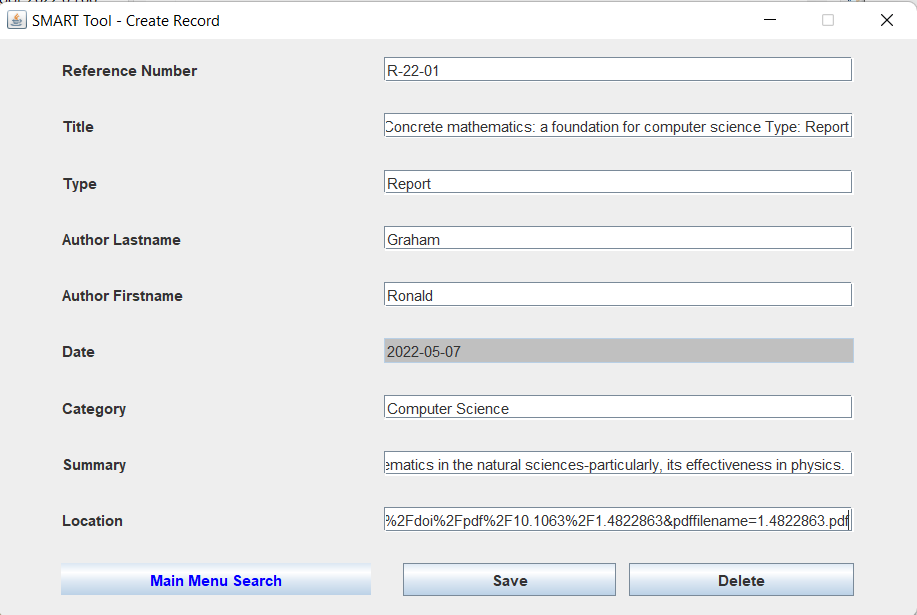 SMART Tool - Create Record
Reference Number R-22-01
Title Concrete mathematics: a foundation for computer science Type: Report
Type Report
Author Lastname Graham
Author Firstname Ronald
Date 2022-05-07
Category Computer Science
Summary ematics in the natural sciences-particularly, its effectiveness in physics.
Location %2Fdoi%2Fpdf%2F10.1063%2F1.4822863&pdffilename=1.4822863.pdf
Main Menu Search Save Delete